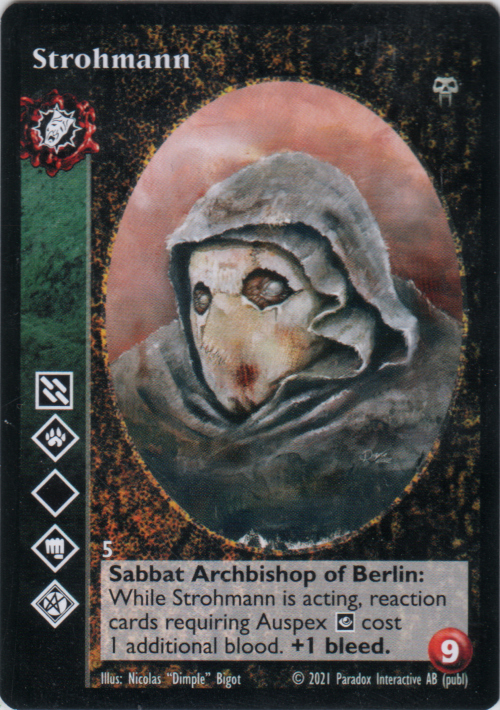 Strohmann
5
Sabbat Archbishop of Berlin:
While Strohmann is acting, reaction
cards requiring Auspex cost
1 additional blood. +1 bleed.
9
Illus: Nicolas "Dimple" Bigot © 2021 Paradox Interactive AB (publ)